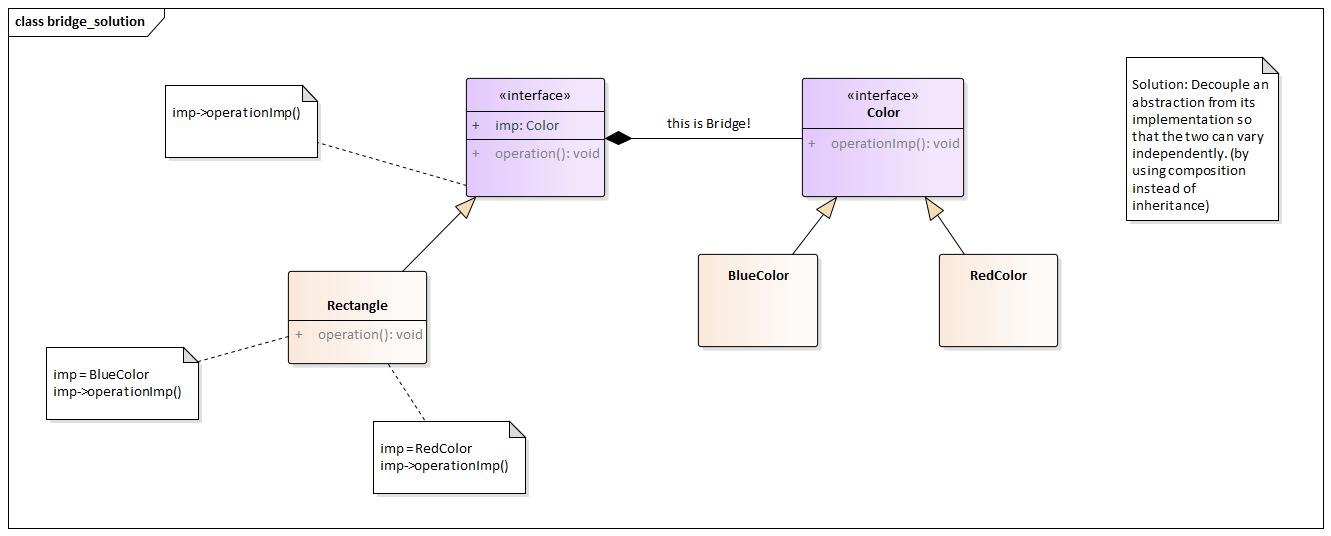 class bridge_solution
imp->operationImp()
«interface»
+ imp: Color
+ operation(): void
this is Bridge!
«interface»
Color
+ operationImp(): void
Solution: Decouple an
abstraction from its
implementation so
that the two can vary
independently. (by
using composition
instead of
inheritance)
Rectangle
+ operation(): void
BlueColor
RedColor
imp = BlueColor
imp->operationImp()
imp = RedColor
imp->operationImp()